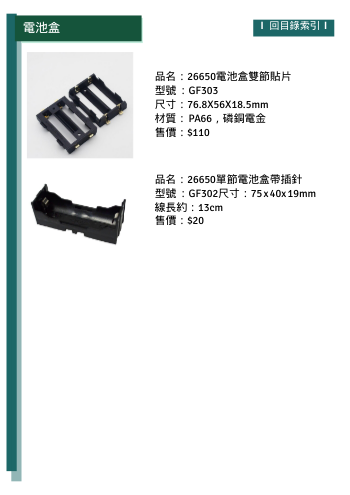 電池盒
I 回目錄索引 I
品名：26650電池盒雙節貼片
型號：GF303
尺寸：76.8X56X18.5mm
材質： PA66，磷銅電金
售價：$110
品名：26650單節電池盒帶插針
型號：GF302尺寸：75x40x19mm
線長約：13cm
售價：$20